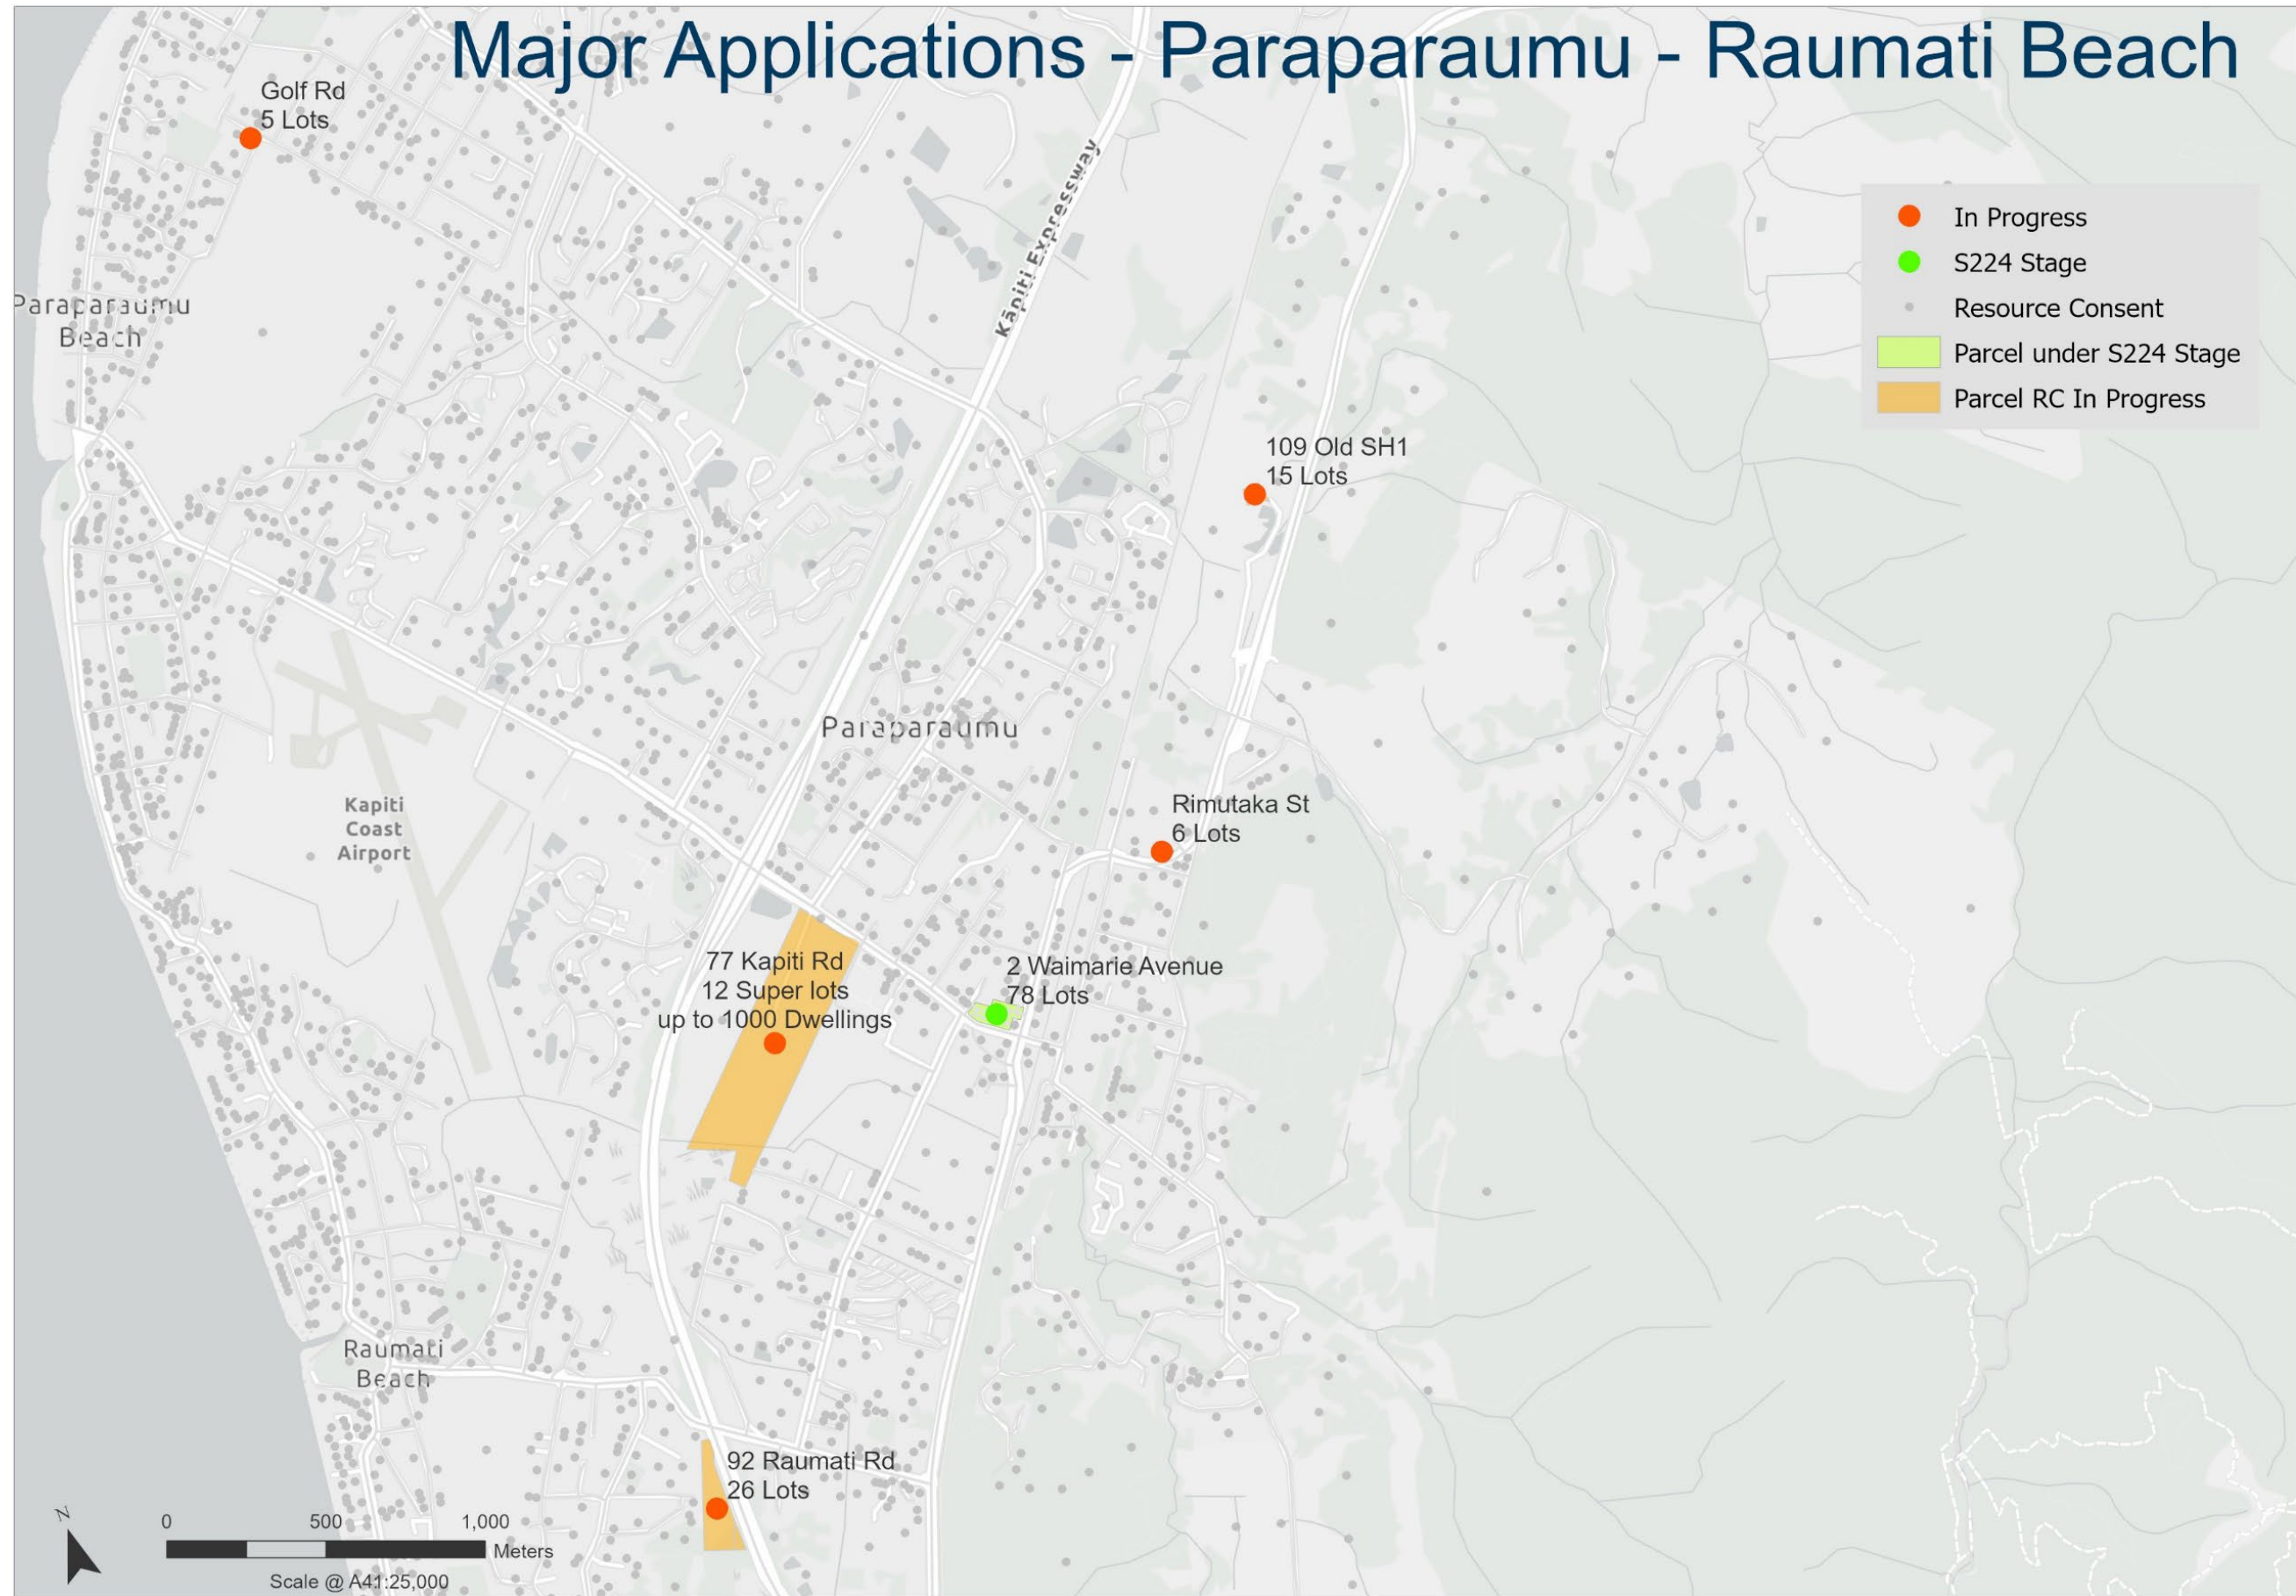 Major Applications - Paraparaumu - Raumati Beach
Golf Rd
5 Lots
Kāpiti Expressway
In Progress
S224 Stage
Resource Consent
Parcel under S224 Stage
Parcel RC In Progress
Paraparaumu
Beach
109 Old SH1
15 Lots
Paraparaumu
Kapiti
Coast
Airport
Rimutaka St
6 Lots
77 Kapiti Rd
12 Super lots
up to 1000 Dwellings
2 Waimarie Avenue
78 Lots
Raumati
Beach
92 Raumati Rd
26 Lots
N
0 500 1,000
Meters
Scale @ A41:25,000